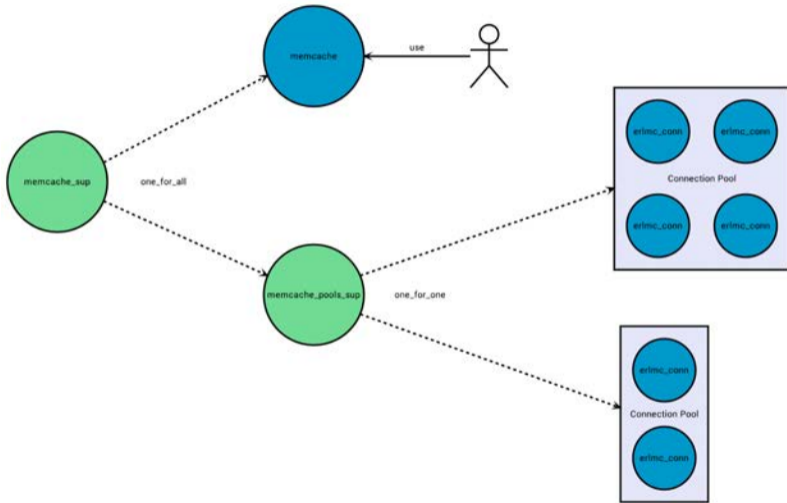 memcache
use
erlmc_conn
erlmc_conn
memcache_sup
one_for_all
Connection Pool
erlmc_conn
erlmc_conn
memcache_pools_sup
one_for_one
erlmc_conn
Connection Pool
erlmc_conn